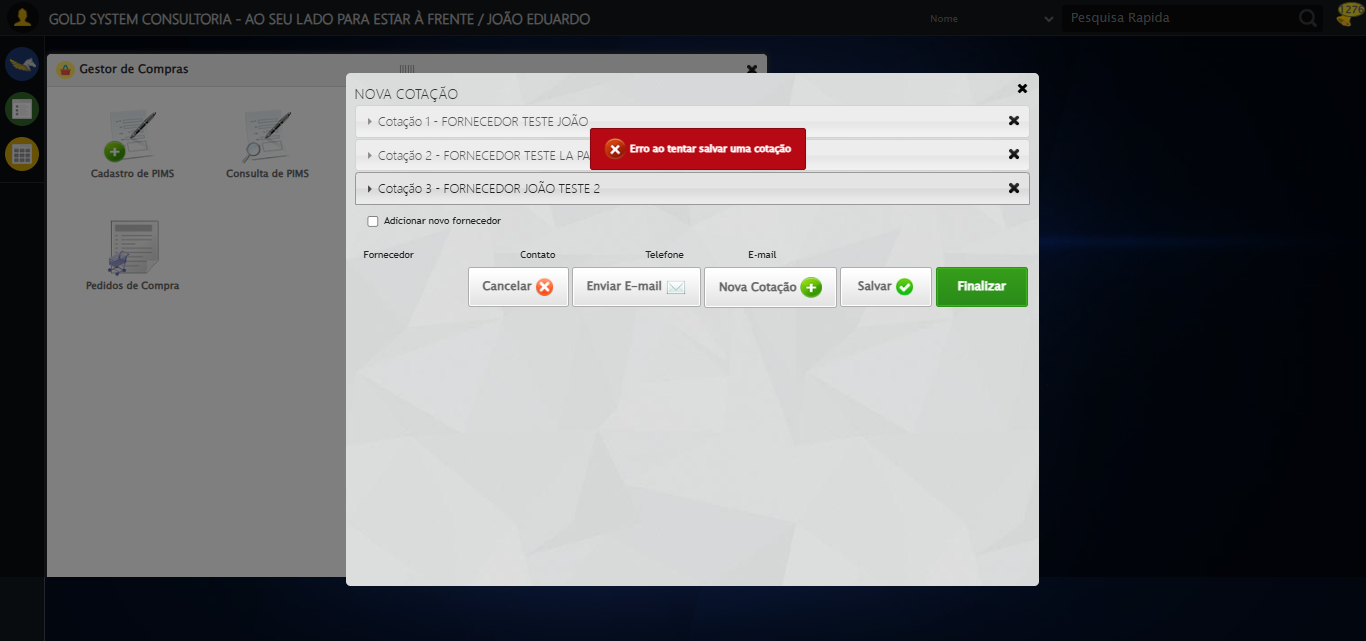 GOLD SYSTEM CONSULTORIA - AO SEU LADO PARA ESTAR À FRENTE / JOÃO EDUARDO
Nome
Pesquisa Rapida
1276
Gestor de Compras
Cadastro de PIMS
Consulta de PIMS
Pedidos de Compra
NOVA COTAÇÃO
Cotação 1 - FORNECEDOR TESTE JOÃO
Erro ao tentar salvar uma cotação
Cotação 2 - FORNECEDOR TESTE LA PA
Cotação 3 - FORNECEDOR JOÃO TESTE 2
Adicionar novo fornecedor
Fornecedor Contato Telefone E-mail
Cancelar Enviar E-mail Nova Cotação Salvar Finalizar